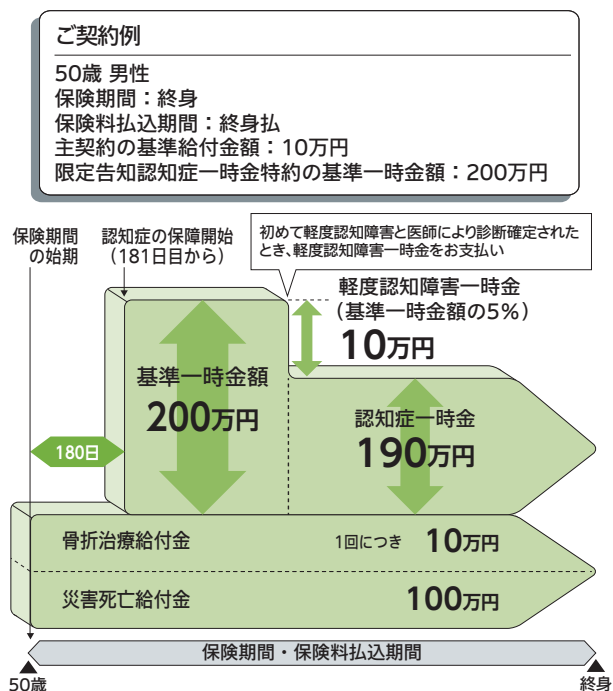 ご契約例
50歳 男性
保険期間：終身
保険料払込期間：終身払
主契約の基準給付金額：10万円
限定告知認知症一時金特約の基準一時金額：200万円
保険期間
の始期
認知症の保障開始
（181日目から）
初めて軽度認知障害と医師により診断確定された
とき、軽度認知障害一時金をお支払い
軽度認知障害一時金
（基準一時金額の5％）
10万円
基準一時金額
200万円
認知症一時金
190万円
180日
骨折治療給付金
1回につき 10万円
災害死亡給付金
100万円
保険期間・保険料払込期間
50歳
終身